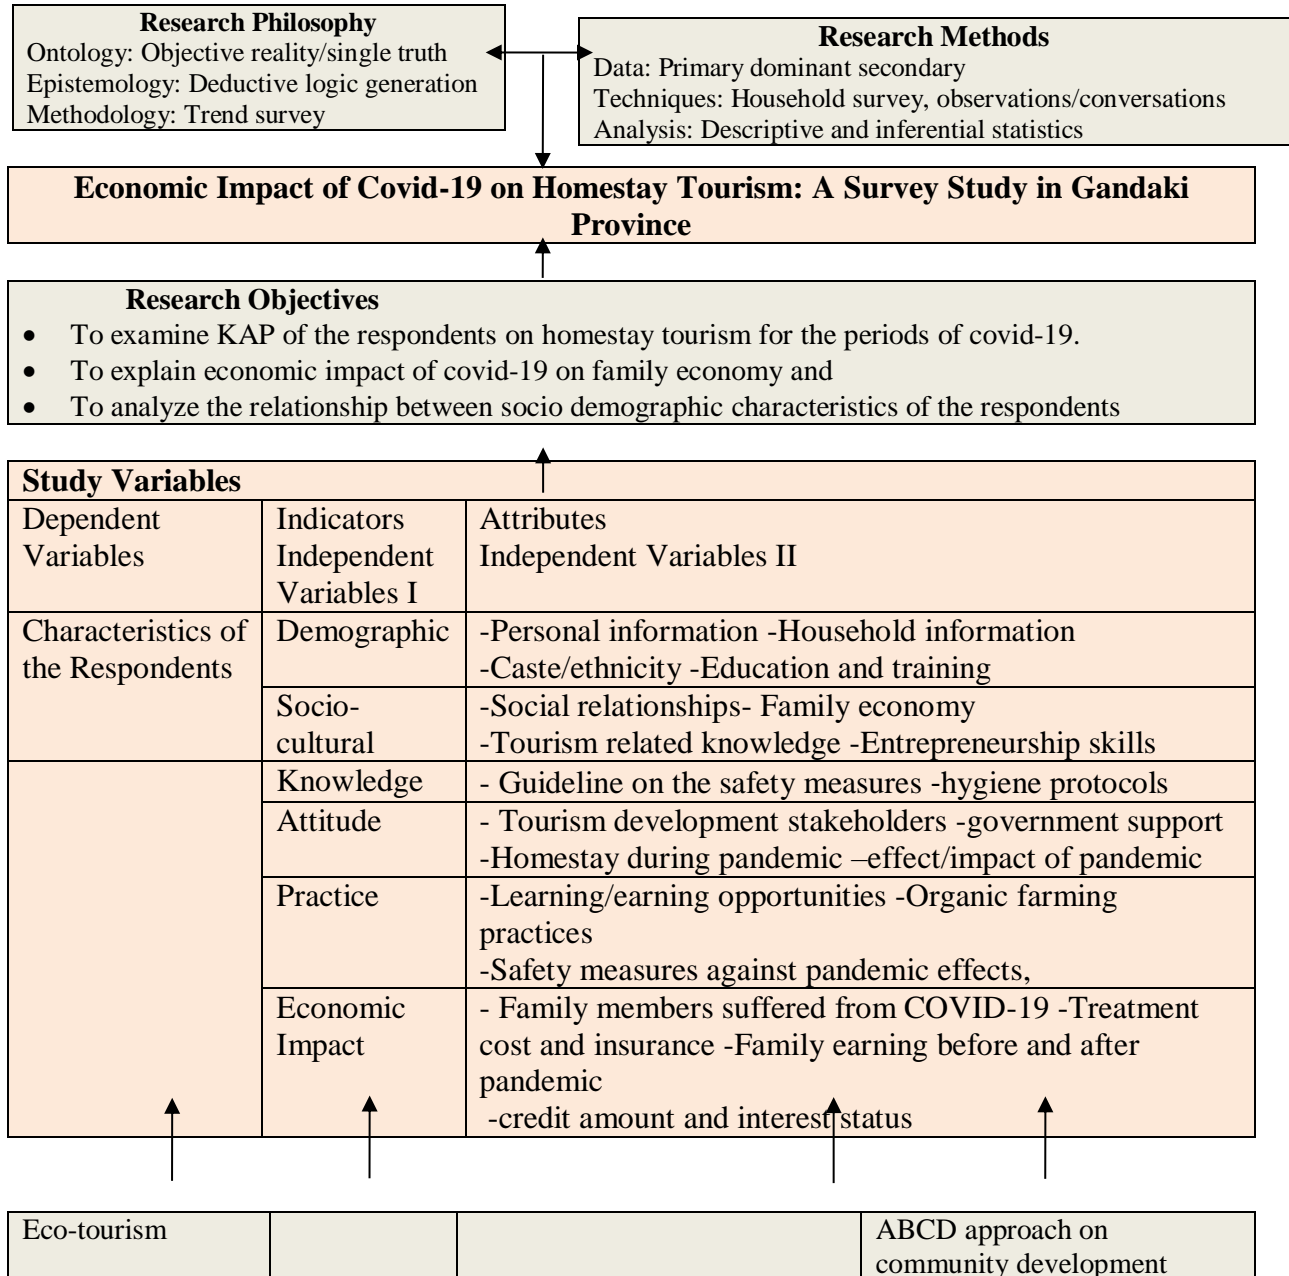 Research Philosophy
Ontology: Objective reality/single truth
Epistemology: Deductive logic generation
Methodology: Trend survey
Research Methods
Data: Primary dominant secondary
Techniques: Household survey, observations/conversations
Analysis: Descriptive and inferential statistics
Economic Impact of Covid-19 on Homestay Tourism: A Survey Study in Gandaki
Province
Research Objectives
• To examine KAP of the respondents on homestay tourism for the periods of covid-19.
• To explain economic impact of covid-19 on family economy and
• To analyze the relationship between socio demographic characteristics of the respondents
Study Variables
Dependent
Variables
Indicators
Independent
Variables I
Attributes
Independent Variables II
Characteristics of
the Respondents
Demographic
-Personal information -Household information
-Caste/ethnicity -Education and training
Socio-
cultural
-Social relationships- Family economy
-Tourism related knowledge -Entrepreneurship skills
Knowledge
- Guideline on the safety measures -hygiene protocols
Attitude
- Tourism development stakeholders -government support
-Homestay during pandemic –effect/impact of pandemic
Practice
-Learning/earning opportunities -Organic farming
practices
-Safety measures against pandemic effects,
Economic
Impact
- Family members suffered from COVID-19 -Treatment
cost and insurance -Family earning before and after
pandemic
-credit amount and interest status
Eco-tourism
ABCD approach on
community development